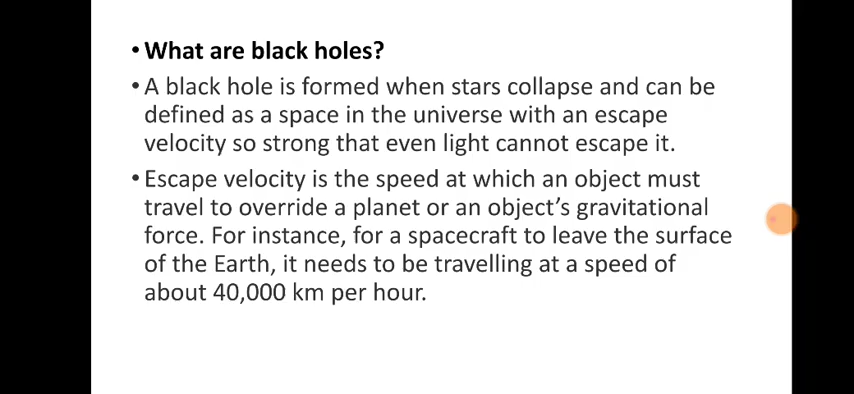 • What are black holes?
• A black hole is formed when stars collapse and can be
defined as a space in the universe with an escape
velocity so strong that even light cannot escape it.
• Escape velocity is the speed at which an object must
travel to override a planet or an object’s gravitational
force. For instance, for a spacecraft to leave the surface
of the Earth, it needs to be travelling at a speed of
about 40,000 km per hour.